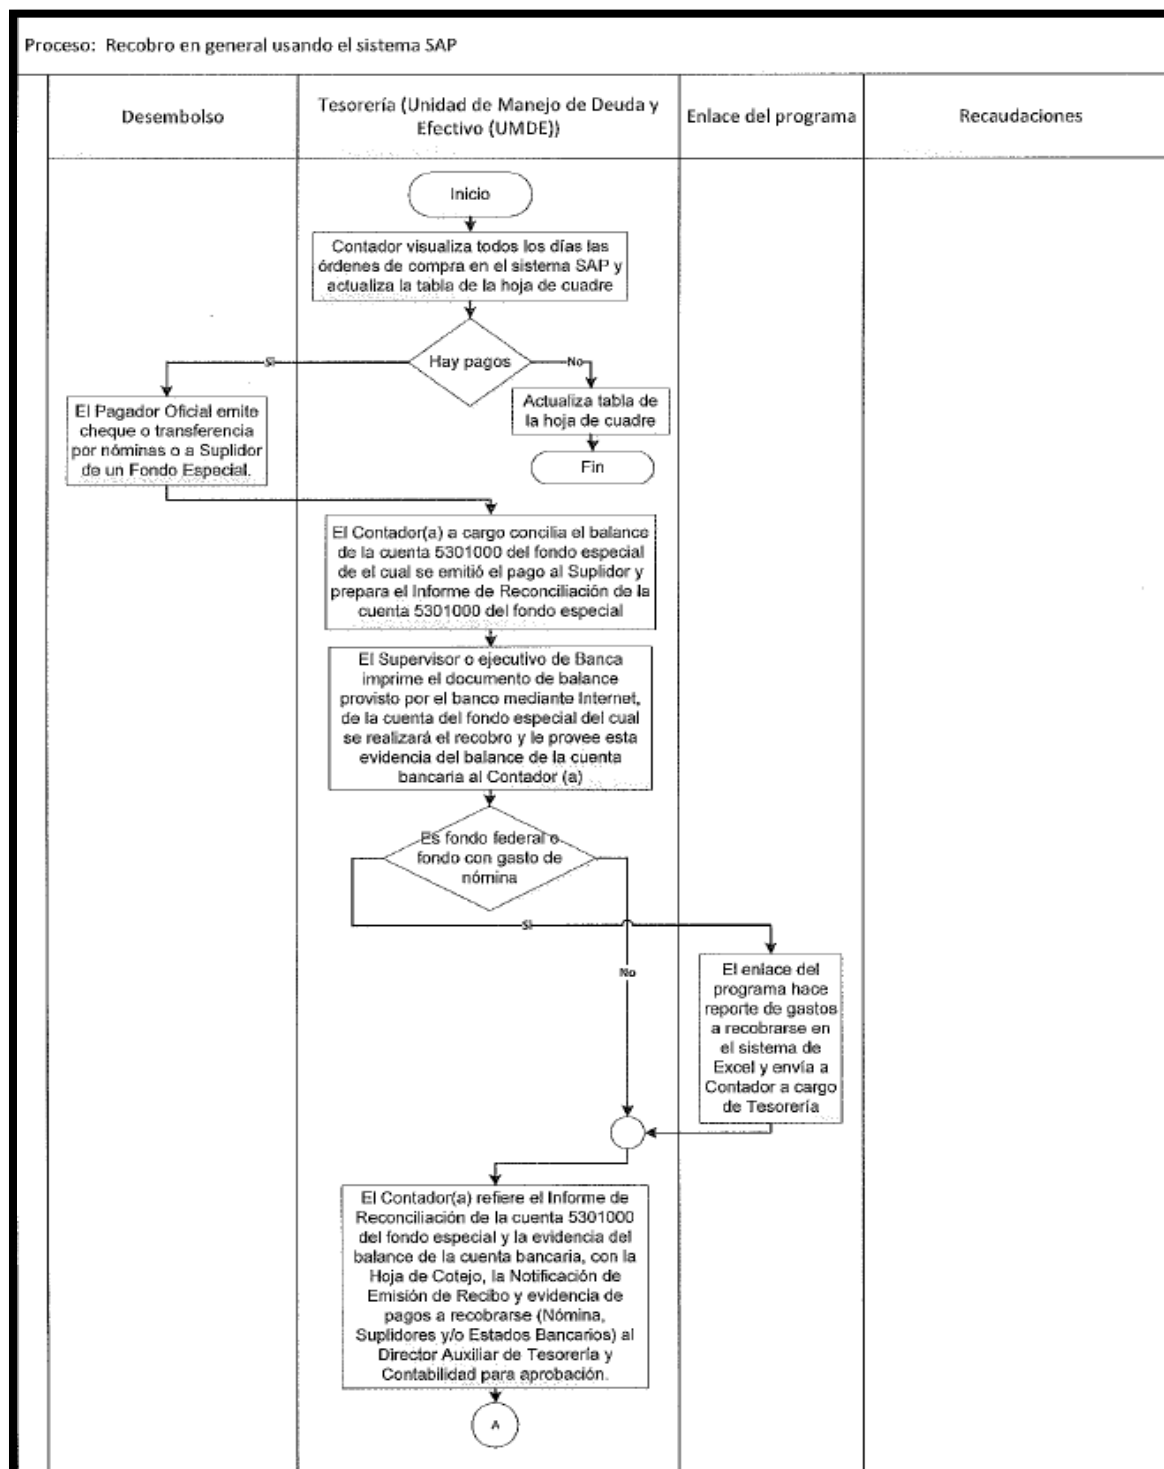 Proceso: Recobro en general usando el sistema SAP
Desembolso
Tesorería (Unidad de Manejo de Deuda y
Efectivo (UMDE))
Enlace del programa
Recaudaciones
Inicio
Contador visualiza todos los días las
órdenes de compra en el sistema SAP y
actualiza la tabla de la hoja de cuadre
Hay pagos
Si
No
El Pagador Oficial emite
cheque o transferencia
por nóminas o a Suplidor
de un Fondo Especial.
Actualiza tabla de
la hoja de cuadre
Fin
El Contador(a) a cargo concilia el balance
de la cuenta 5301000 del fondo especial
de el cual se emitió el pago al Suplidor y
prepara el Informe de Reconciliación de la
cuenta 5301000 del fondo especial
El Supervisor o ejecutivo de Banca
imprime el documento de balance
provisto por el banco mediante Internet,
de la cuenta del fondo especial del cual
se realizará el recobro y le provee esta
evidencia del balance de la cuenta
bancaria al Contador (a)
Es fondo federal o
fondo con gasto de
nómina
Si
No
El enlace del
programa hace
reporte de gastos
a recobrarse en
el sistema de
Excel y envía a
Contador a cargo
de Tesorería
El Contador(a) refiere el Informe de
Reconciliación de la cuenta 5301000
del fondo especial y la evidencia del
balance de la cuenta bancaria, con la
Hoja de Cotejo, la Notificación de
Emisión de Recibo y evidencia de
pagos a recobrarse (Nómina,
Suplidores y/o Estados Bancarios) al
Director Auxiliar de Tesorería y
Contabilidad para aprobación.
A